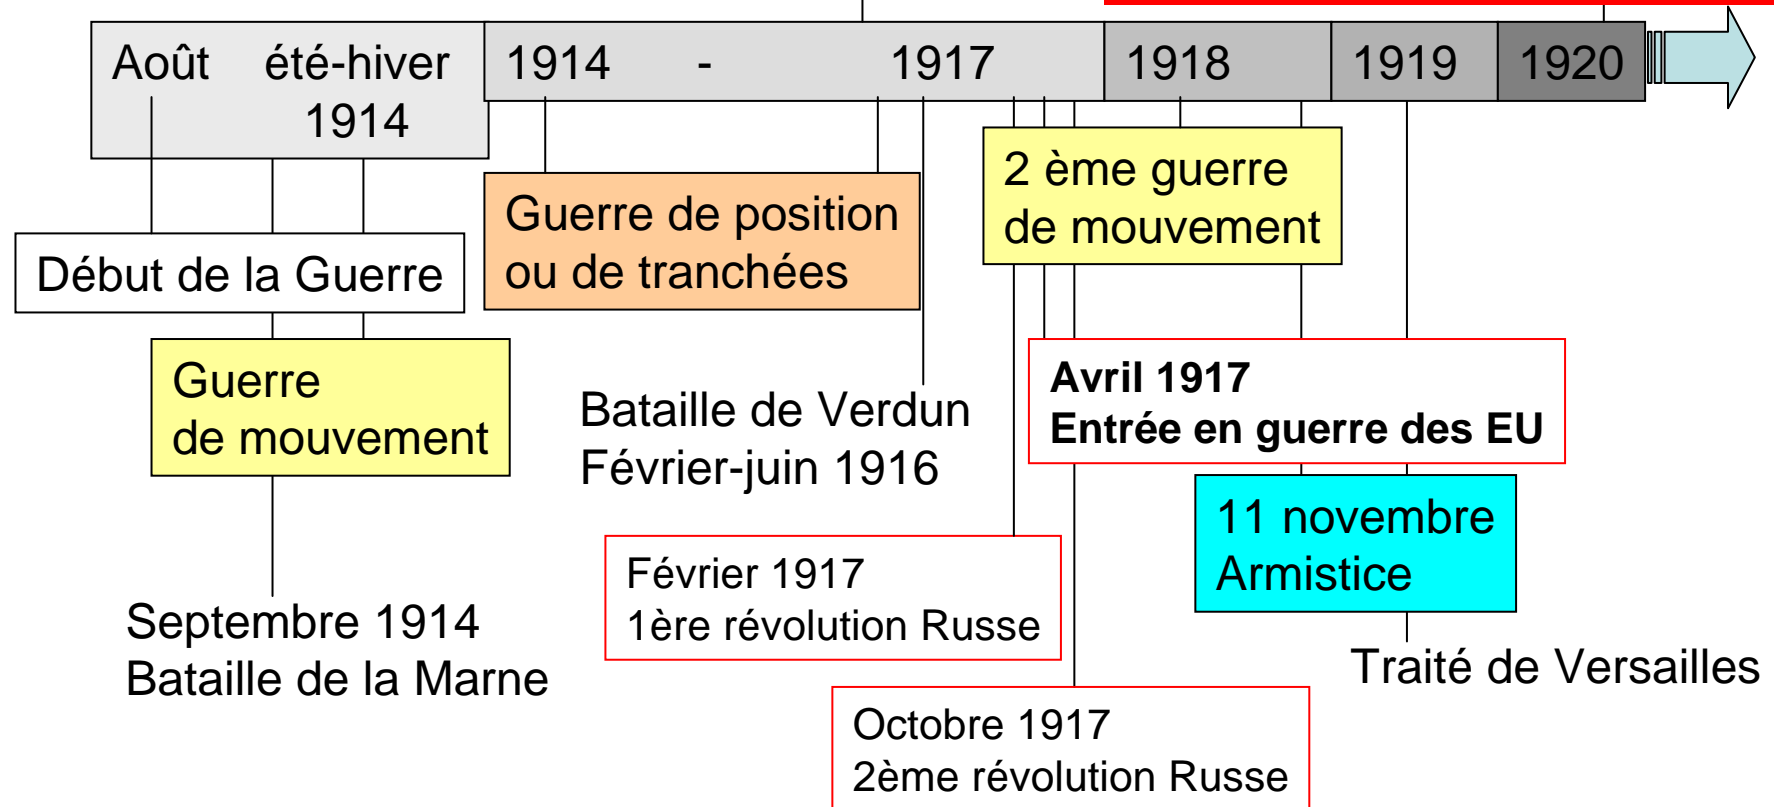 Août été-hiver 1914 - 1917 1918 1919 1920
1914
2 ème guerre
de mouvement
Guerre de position
ou de tranchées
Début de la Guerre
Guerre
de mouvement
Avril 1917
Entrée en guerre des EU
Bataille de Verdun
Février-juin 1916
11 novembre
Armistice
Février 1917
1ère révolution Russe
Septembre 1914
Bataille de la Marne
Traité de Versailles
Octobre 1917
2ème révolution Russe